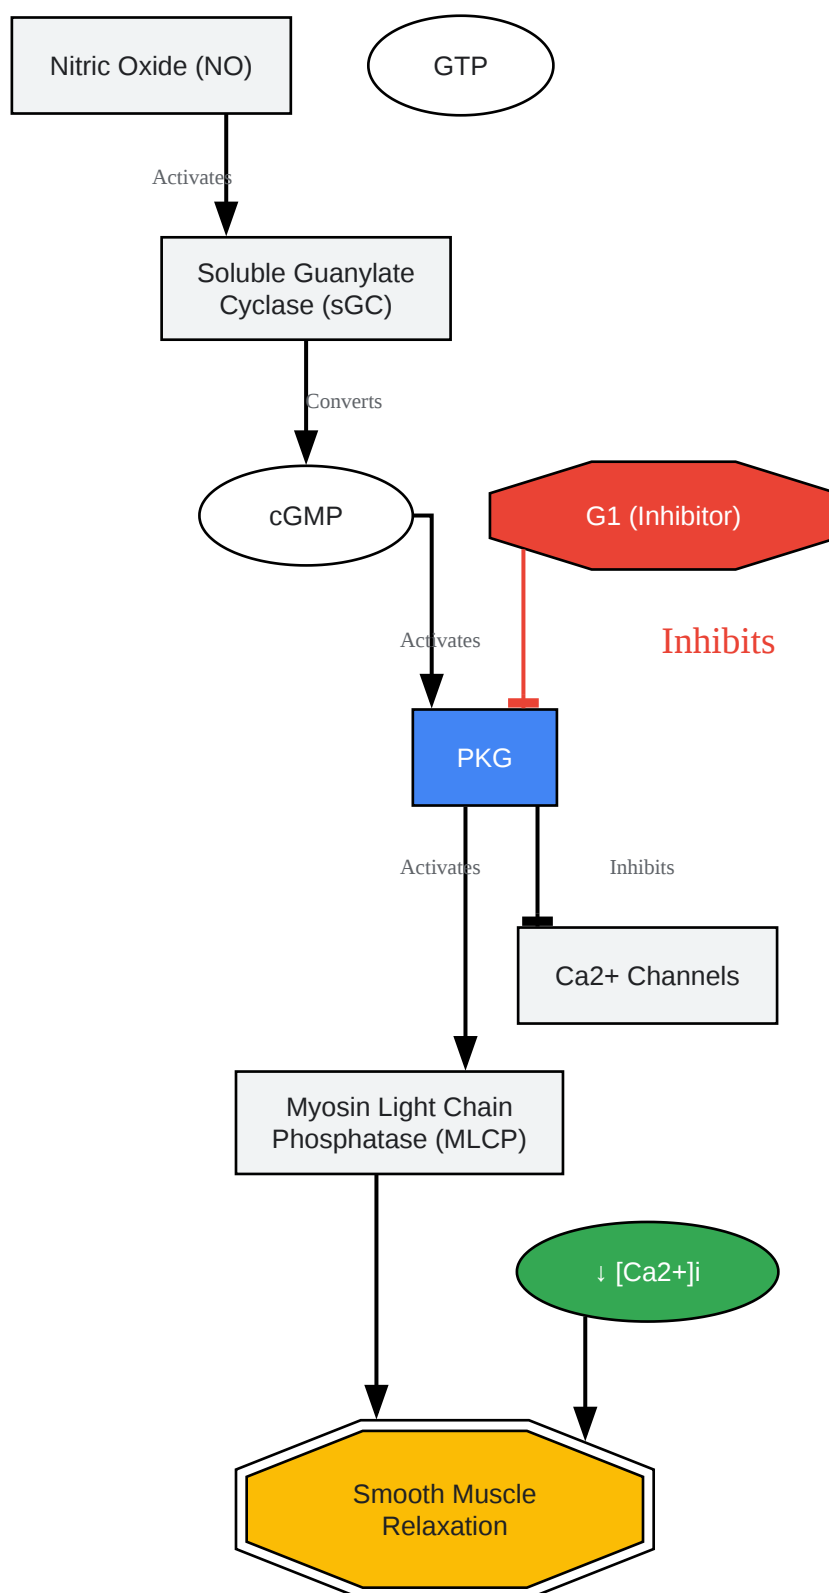 Nitric Oxide (NO)
GTP
Activates
Soluble Guanylate
Cyclase (sGC)
Converts
cGMP
G1 (Inhibitor)
Activates
Inhibits
PKG
Activates
Inhibits
Ca2+ Channels
Myosin Light Chain
Phosphatase (MLCP)
↓ [Ca2+]i
Smooth Muscle
Relaxation